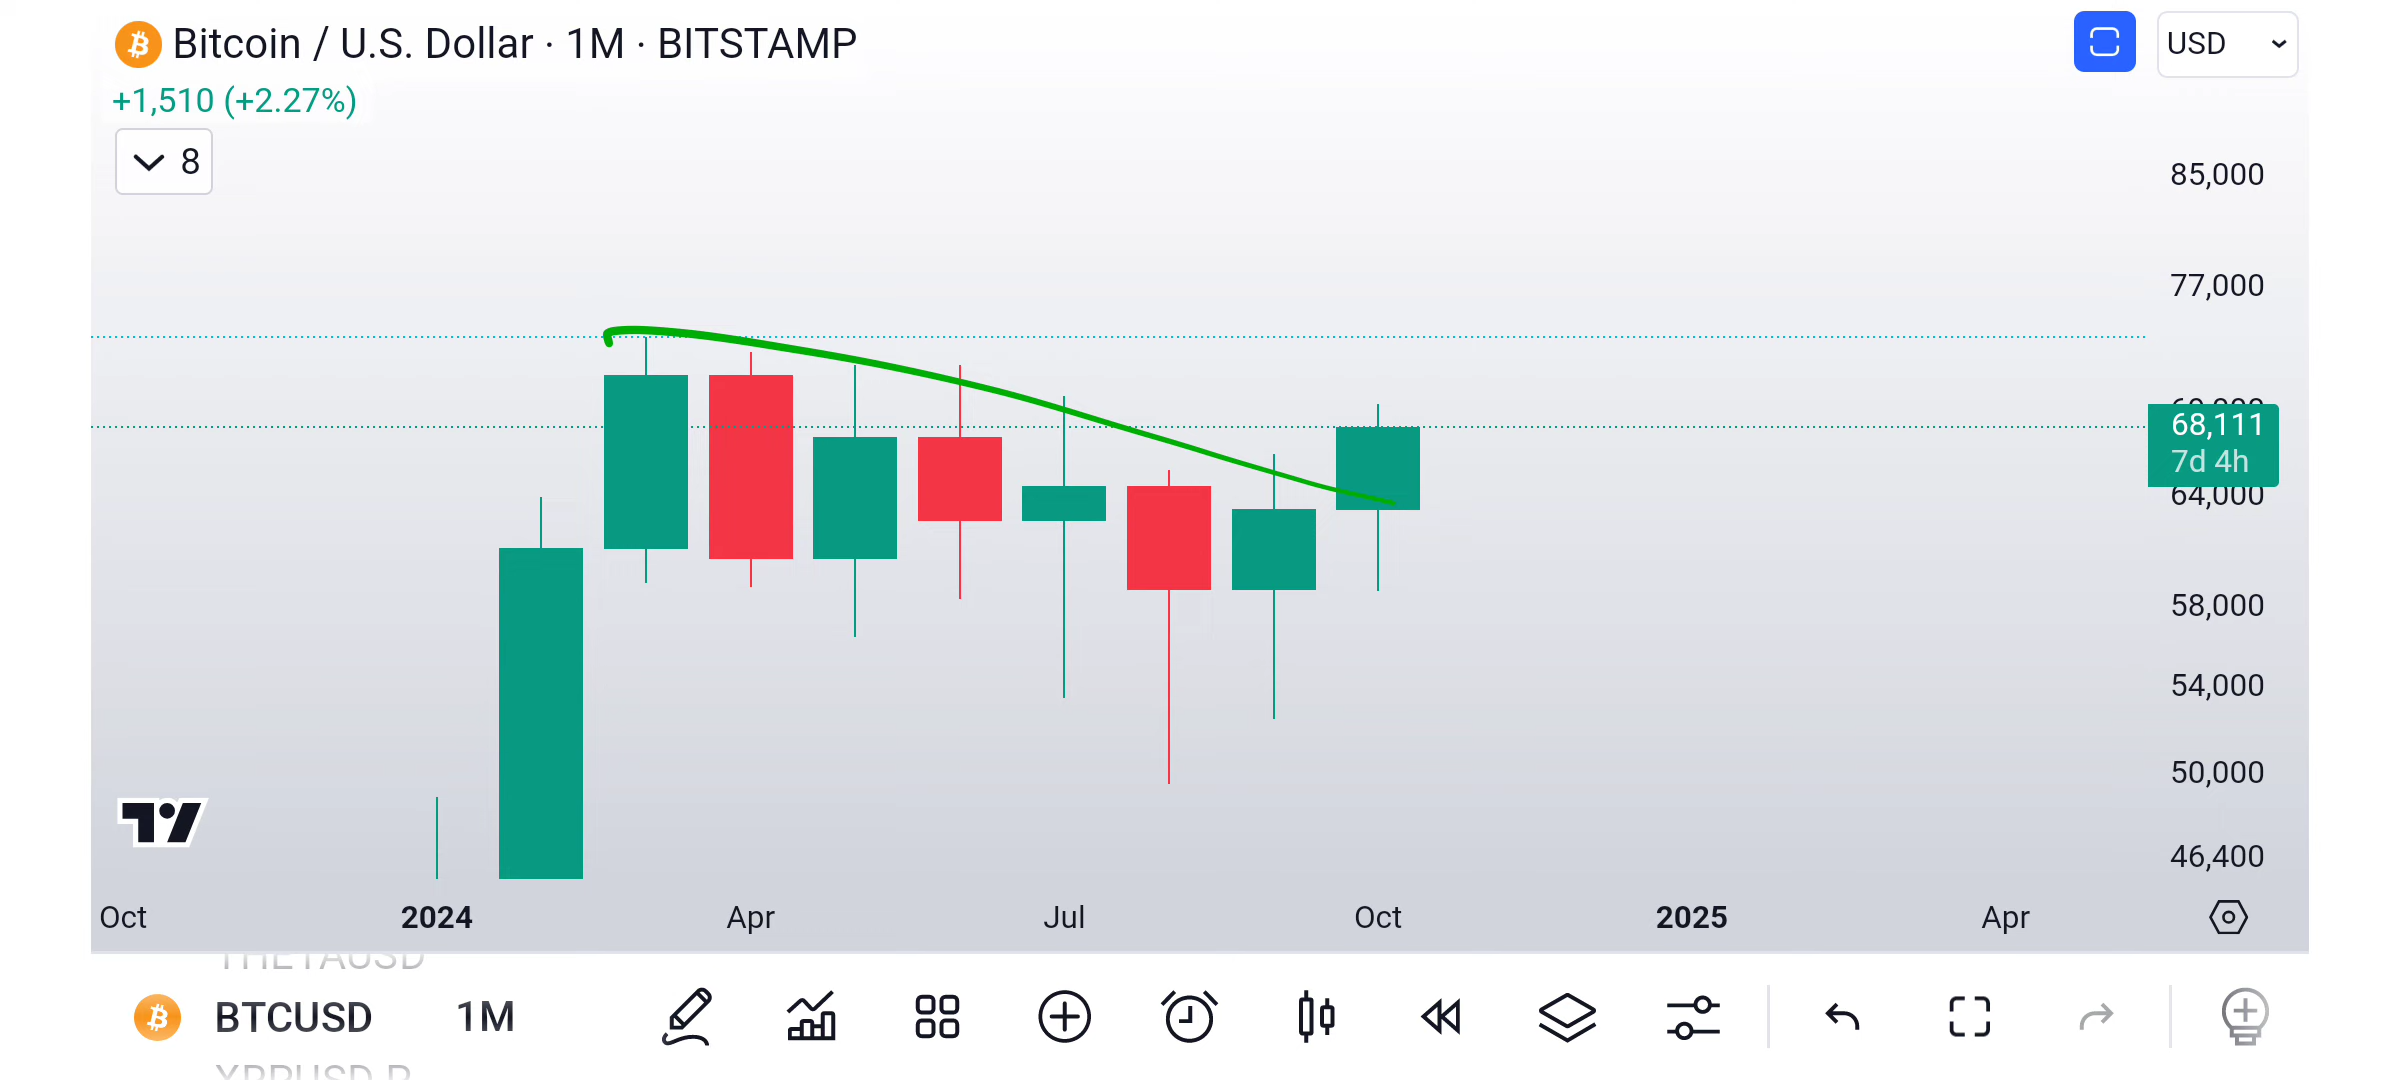 Bitcoin / U.S. Dollar · 1M · BITSTAMP
USD
+1,510 (+2.27%)
8
85,000
77,000
68,111
7d 4h
64,000
58,000
54,000
50,000
46,400
Oct 2024 Apr Jul Oct 2025 Apr
THETAUSD
BTCUSD 1M